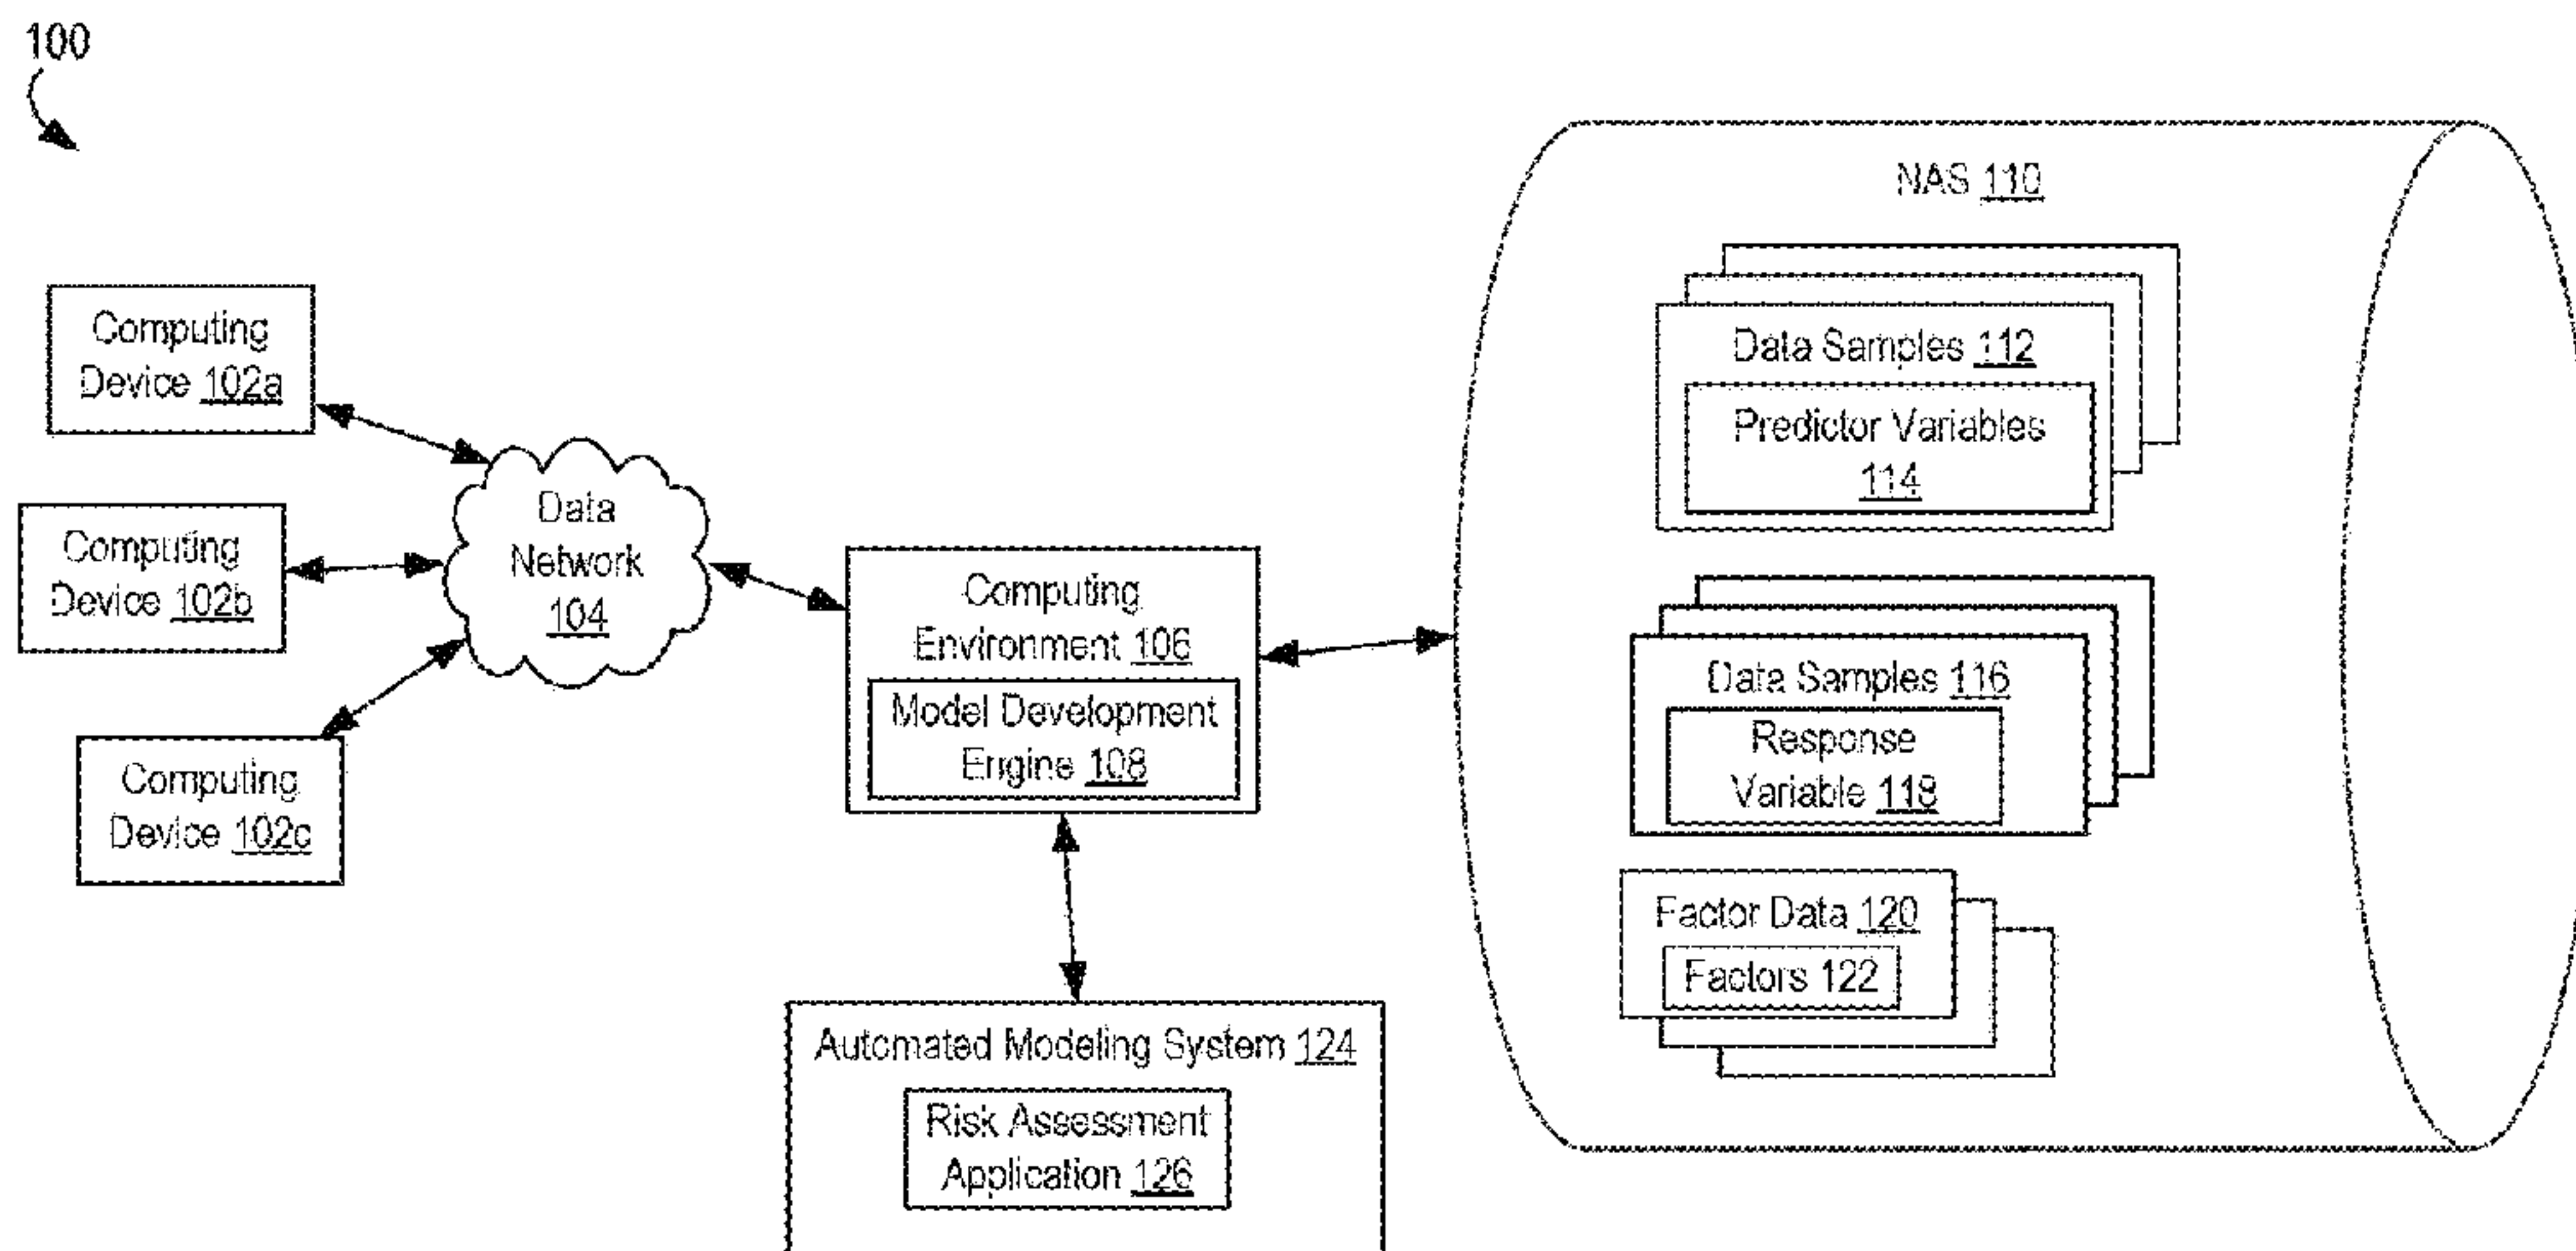 100
Computing
Device 102a
Computing
Device 102b
Computing
Device 102c
Data
Network
104
Computing
Environment 106
Model Development
Engine 108
Automated Modeling System 124
Risk Assessment
Application 126
NAS 110
Data Samples 112
Predictor Variables
114
Data Samples 116
Response
Variable 118
Factor Data 120
Factors 122